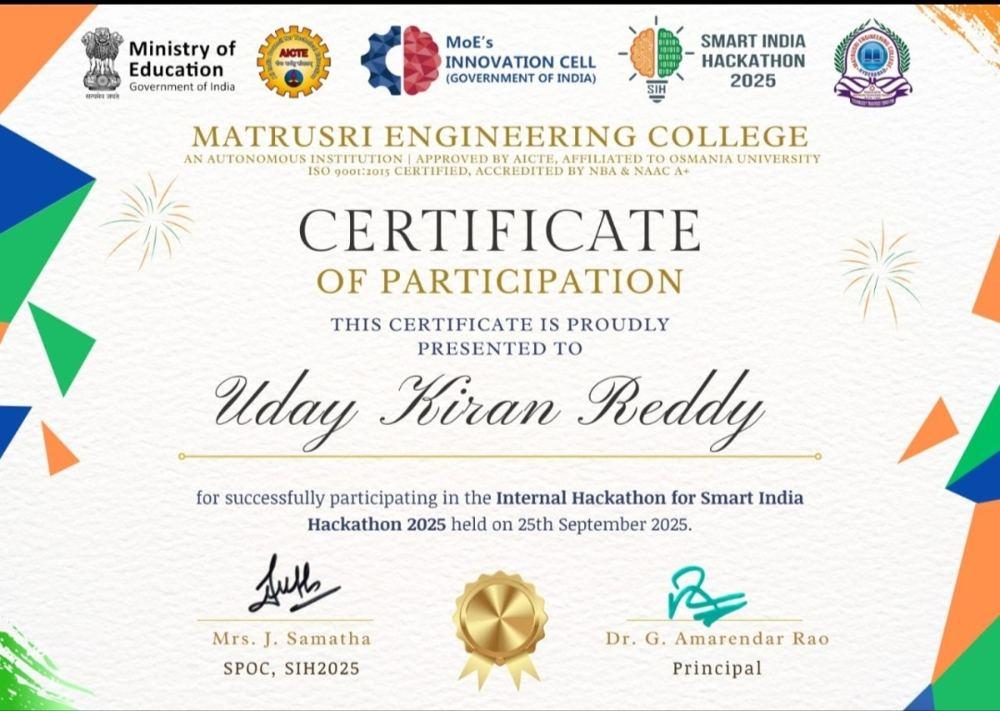 Ministry of
Education
Government of India
सत्यमेव जयते
AICTE
MoE's
INNOVATION CELL
(GOVERNMENT OF INDIA)
SIH
SMART INDIA
HACKATHON
2025
MATRUSRI ENGINEERING COLLEGE
AN AUTONOMOUS INSTITUTION | APPROVED BY AICTE, AFFILIATED TO OSMANIA UNIVERSITY
ISO 9001:2015 CERTIFIED, ACCREDITED BY NBA & NAAC A+
CERTIFICATE
OF PARTICIPATION
THIS CERTIFICATE IS PROUDLY
PRESENTED TO
Uday Kiran Reddy
for successfully participating in the Internal Hackathon for Smart India
Hackathon 2025 held on 25th September 2025.
Mrs. J. Samatha
SPOC, SIH2025
Dr. G. Amarendar Rao
Principal